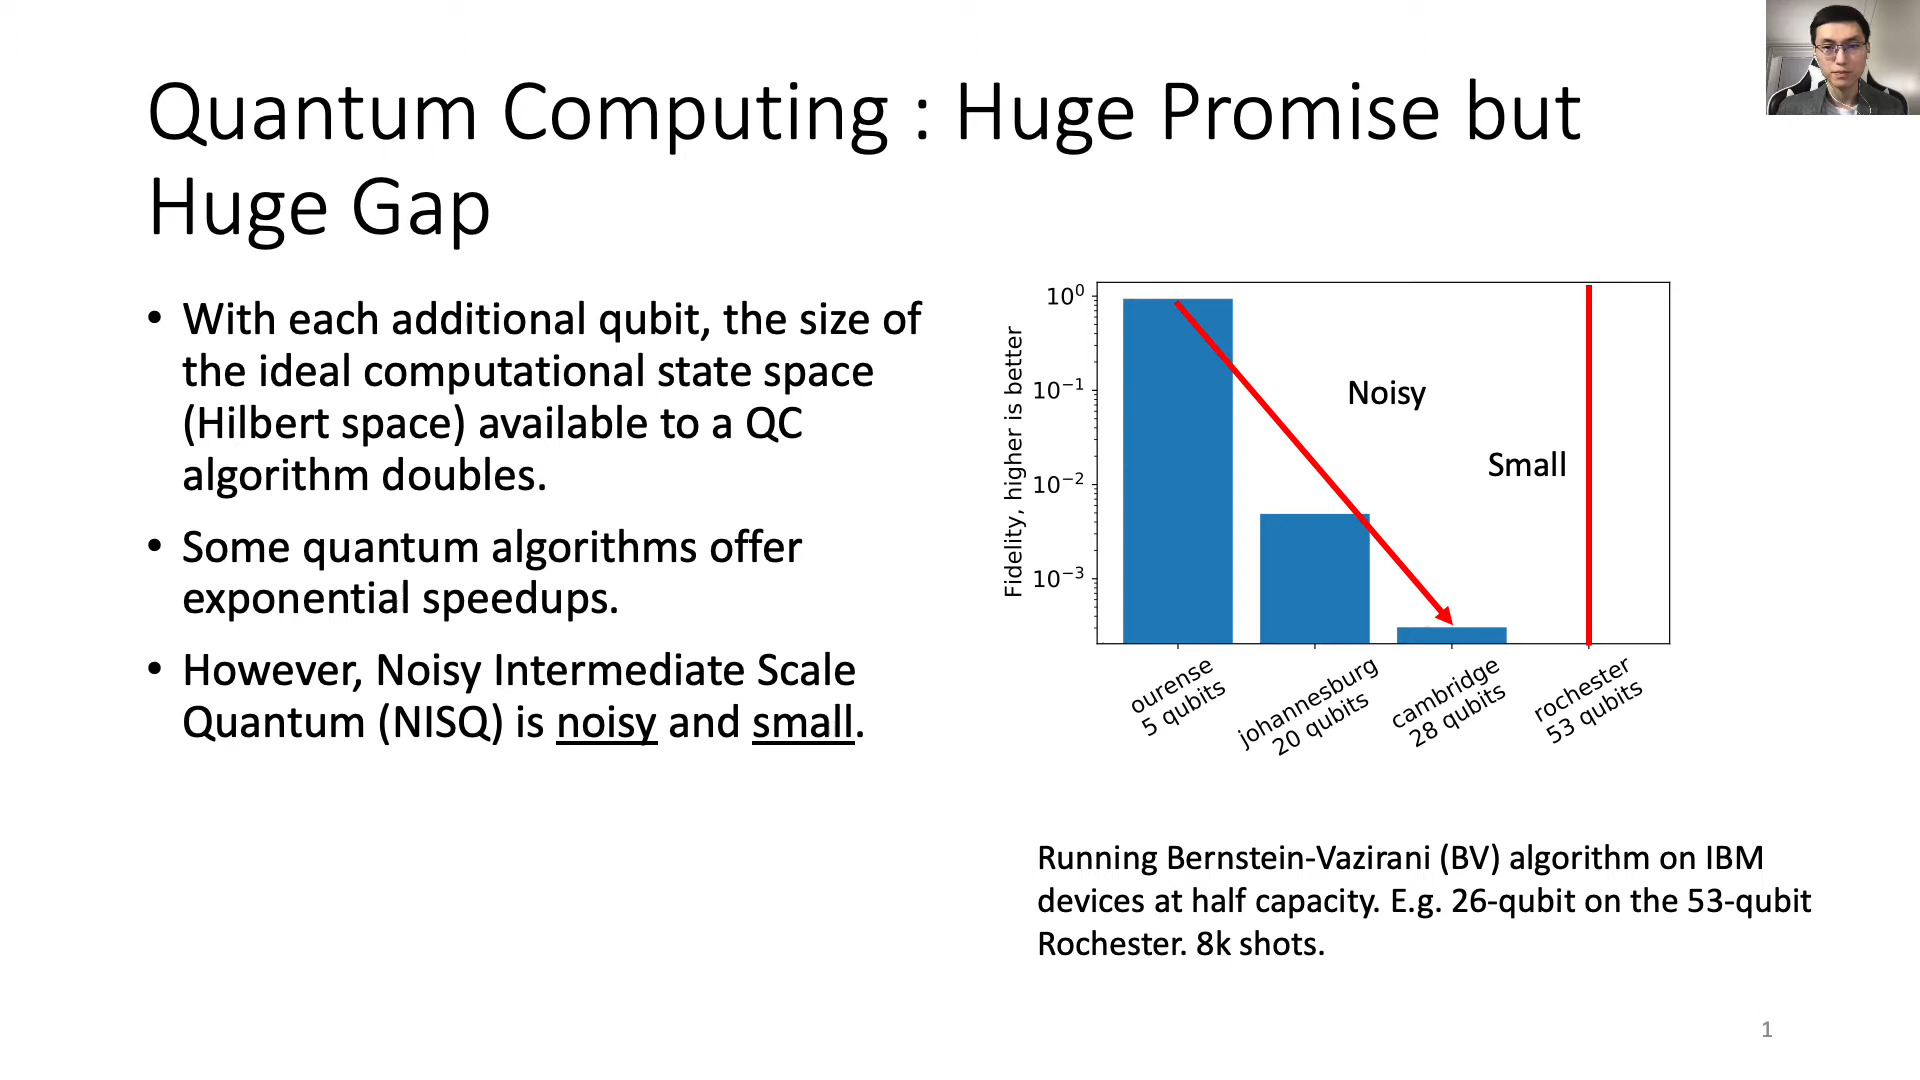 Quantum Computing : Huge Promise but
Huge Gap
• With each additional qubit, the size of
the ideal computational state space
(Hilbert space) available to a QC
algorithm doubles.
• Some quantum algorithms offer
exponential speedups.
• However, Noisy Intermediate Scale
Quantum (NISQ) is noisy and small.
Fidelity, higher is better
10⁰
10⁻¹
10⁻²
10⁻³
Noisy
Small
ourense
5 qubits
johannesburg
20 qubits
cambridge
28 qubits
rochester
53 qubits
Running Bernstein-Vazirani (BV) algorithm on IBM
devices at half capacity. E.g. 26-qubit on the 53-qubit
Rochester. 8k shots.
1